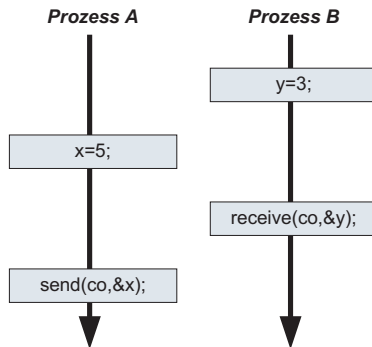 Prozess A
Prozess B
y=3;
x=5;
receive(co,&y);
send(co,&x);